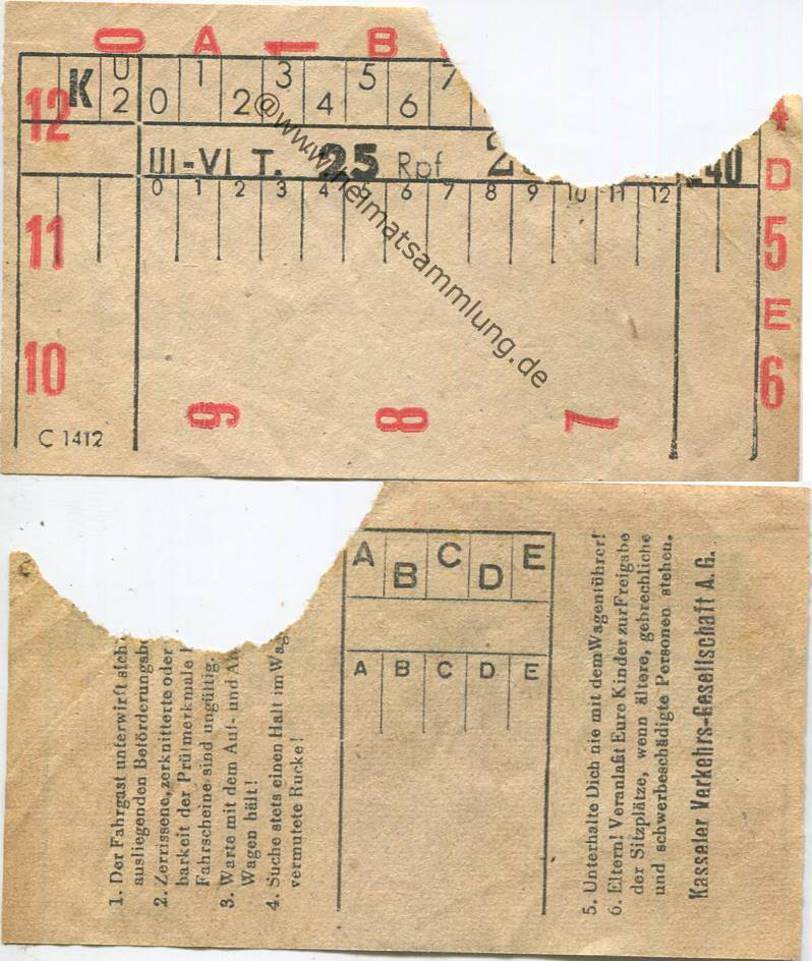 0 A 1 B
12 K U 1 3 5 7
2 0 2 4 6
4
III-VI T. 25 Rpf 40
D
0 1 2 3 4 5 6 7 8 9 10 11 12
11 5
E
10 6
C 1412 9 8 7
@www.heimatsammlung.de
A B C D E
A B C D E
1. Der Fahrgast unterwirft sich
ausliegenden
2. Zerrissene, zerknitterte oder
barkeit der Prüfmerkmale
Fahrscheine sind ungültig.
3. Warte mit dem Auf- und
Wagen hält!
4. Suche stets einen Halt im
vermutete Rucke!
5. Unterhalte Dich nie mit dem Wagenführer!
6. Eltern! Veranlaßt Eure Kinder zur Freigabe
der Sitzplätze, wenn ältere, gebrechliche
und schwerbeschädigte Personen stehen.
Kasseler Verkehrs-Gesellschaft A. G.